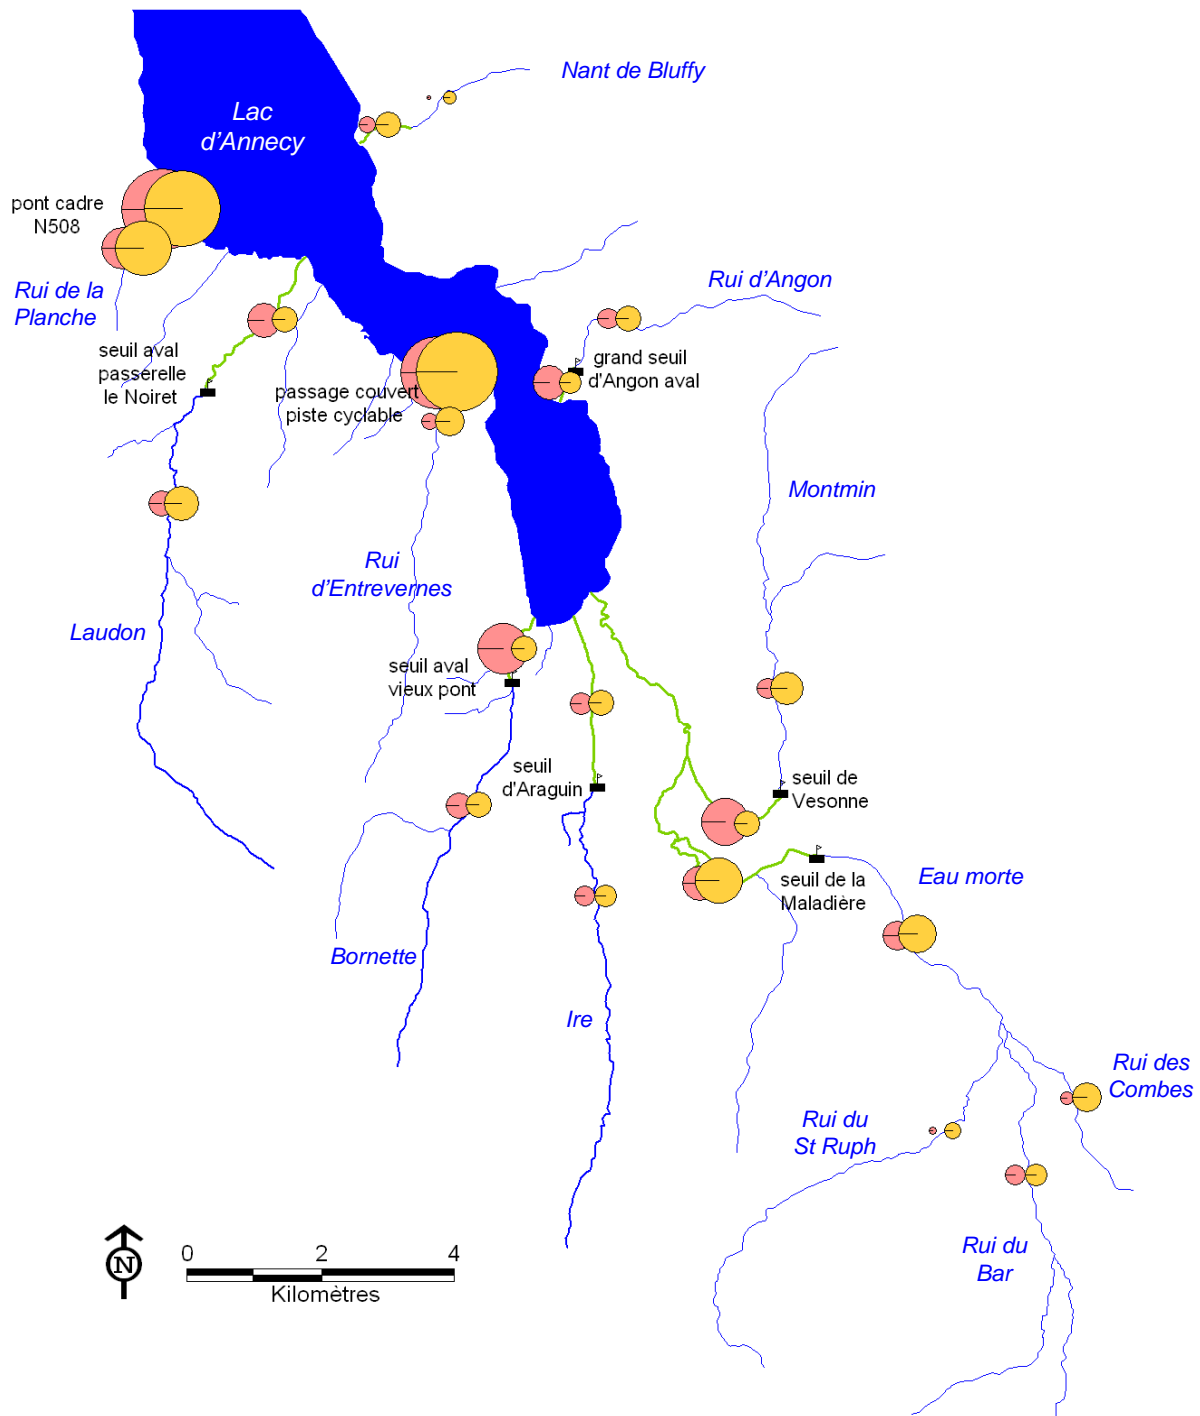 Nant de Bluffy
Lac
d'Annecy
pont cadre
N508
Rui de la
Planche
Rui d'Angon
seuil aval
passerelle
le Noiret
grand seuil
d'Angon aval
passage couvert
piste cyclable
Montmin
Rui
d'Entrevernes
Laudon
seuil aval
vieux pont
seuil
d'Araguin
seuil de
Vesonne
seuil de la
Maladière
Eau morte
Bornette
Ire
Rui des
Combes
Rui du
St Ruph
Rui du
Bar
N
0 2 4
Kilomètres